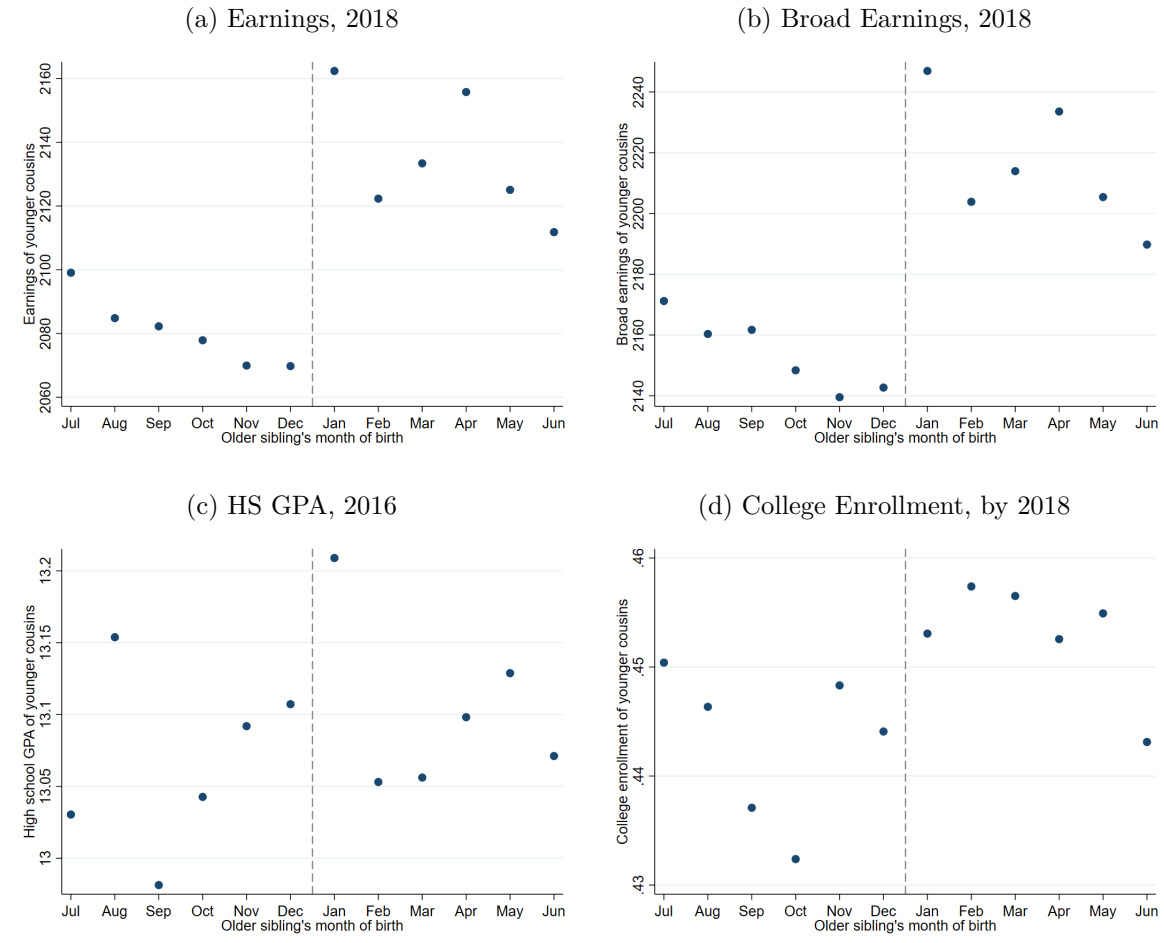 (a) Earnings, 2018
Earnings of younger cousins
2160
2140
2120
2100
2080
2060
Jul Aug Sep Oct Nov Dec Jan Feb Mar Apr May Jun
Older sibling's month of birth
(b) Broad Earnings, 2018
Broad earnings of younger cousins
2240
2220
2200
2180
2160
2140
Jul Aug Sep Oct Nov Dec Jan Feb Mar Apr May Jun
Older sibling's month of birth
(c) HS GPA, 2016
High school GPA of younger cousins
13.2
13.15
13.1
13.05
13
Jul Aug Sep Oct Nov Dec Jan Feb Mar Apr May Jun
Older sibling's month of birth
(d) College Enrollment, by 2018
College enrollment of younger cousins
.46
.45
.44
.43
Jul Aug Sep Oct Nov Dec Jan Feb Mar Apr May Jun
Older sibling's month of birth